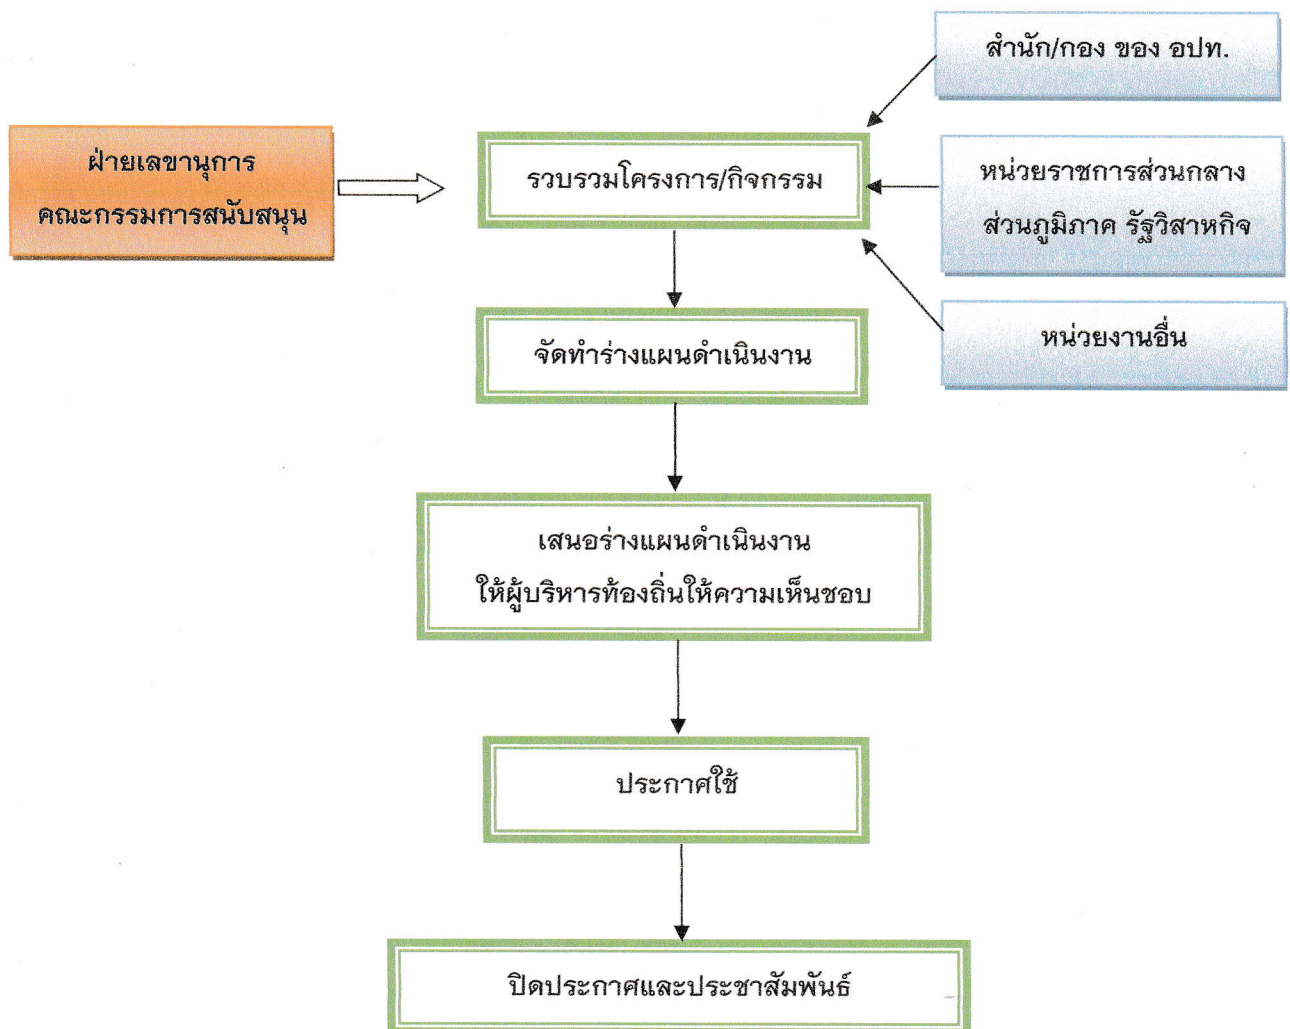 สำนัก/กอง ของ อปท.
ฝ่ายเลขานุการ
คณะกรรมการสนับสนุน
รวบรวมโครงการ/กิจกรรม
หน่วยราชการส่วนกลาง
ส่วนภูมิภาค รัฐวิสาหกิจ
หน่วยงานอื่น
จัดทำร่างแผนดำเนินงาน
เสนอร่างแผนดำเนินงาน
ให้ผู้บริหารท้องถิ่นให้ความเห็นชอบ
ประกาศใช้
ปิดประกาศและประชาสัมพันธ์